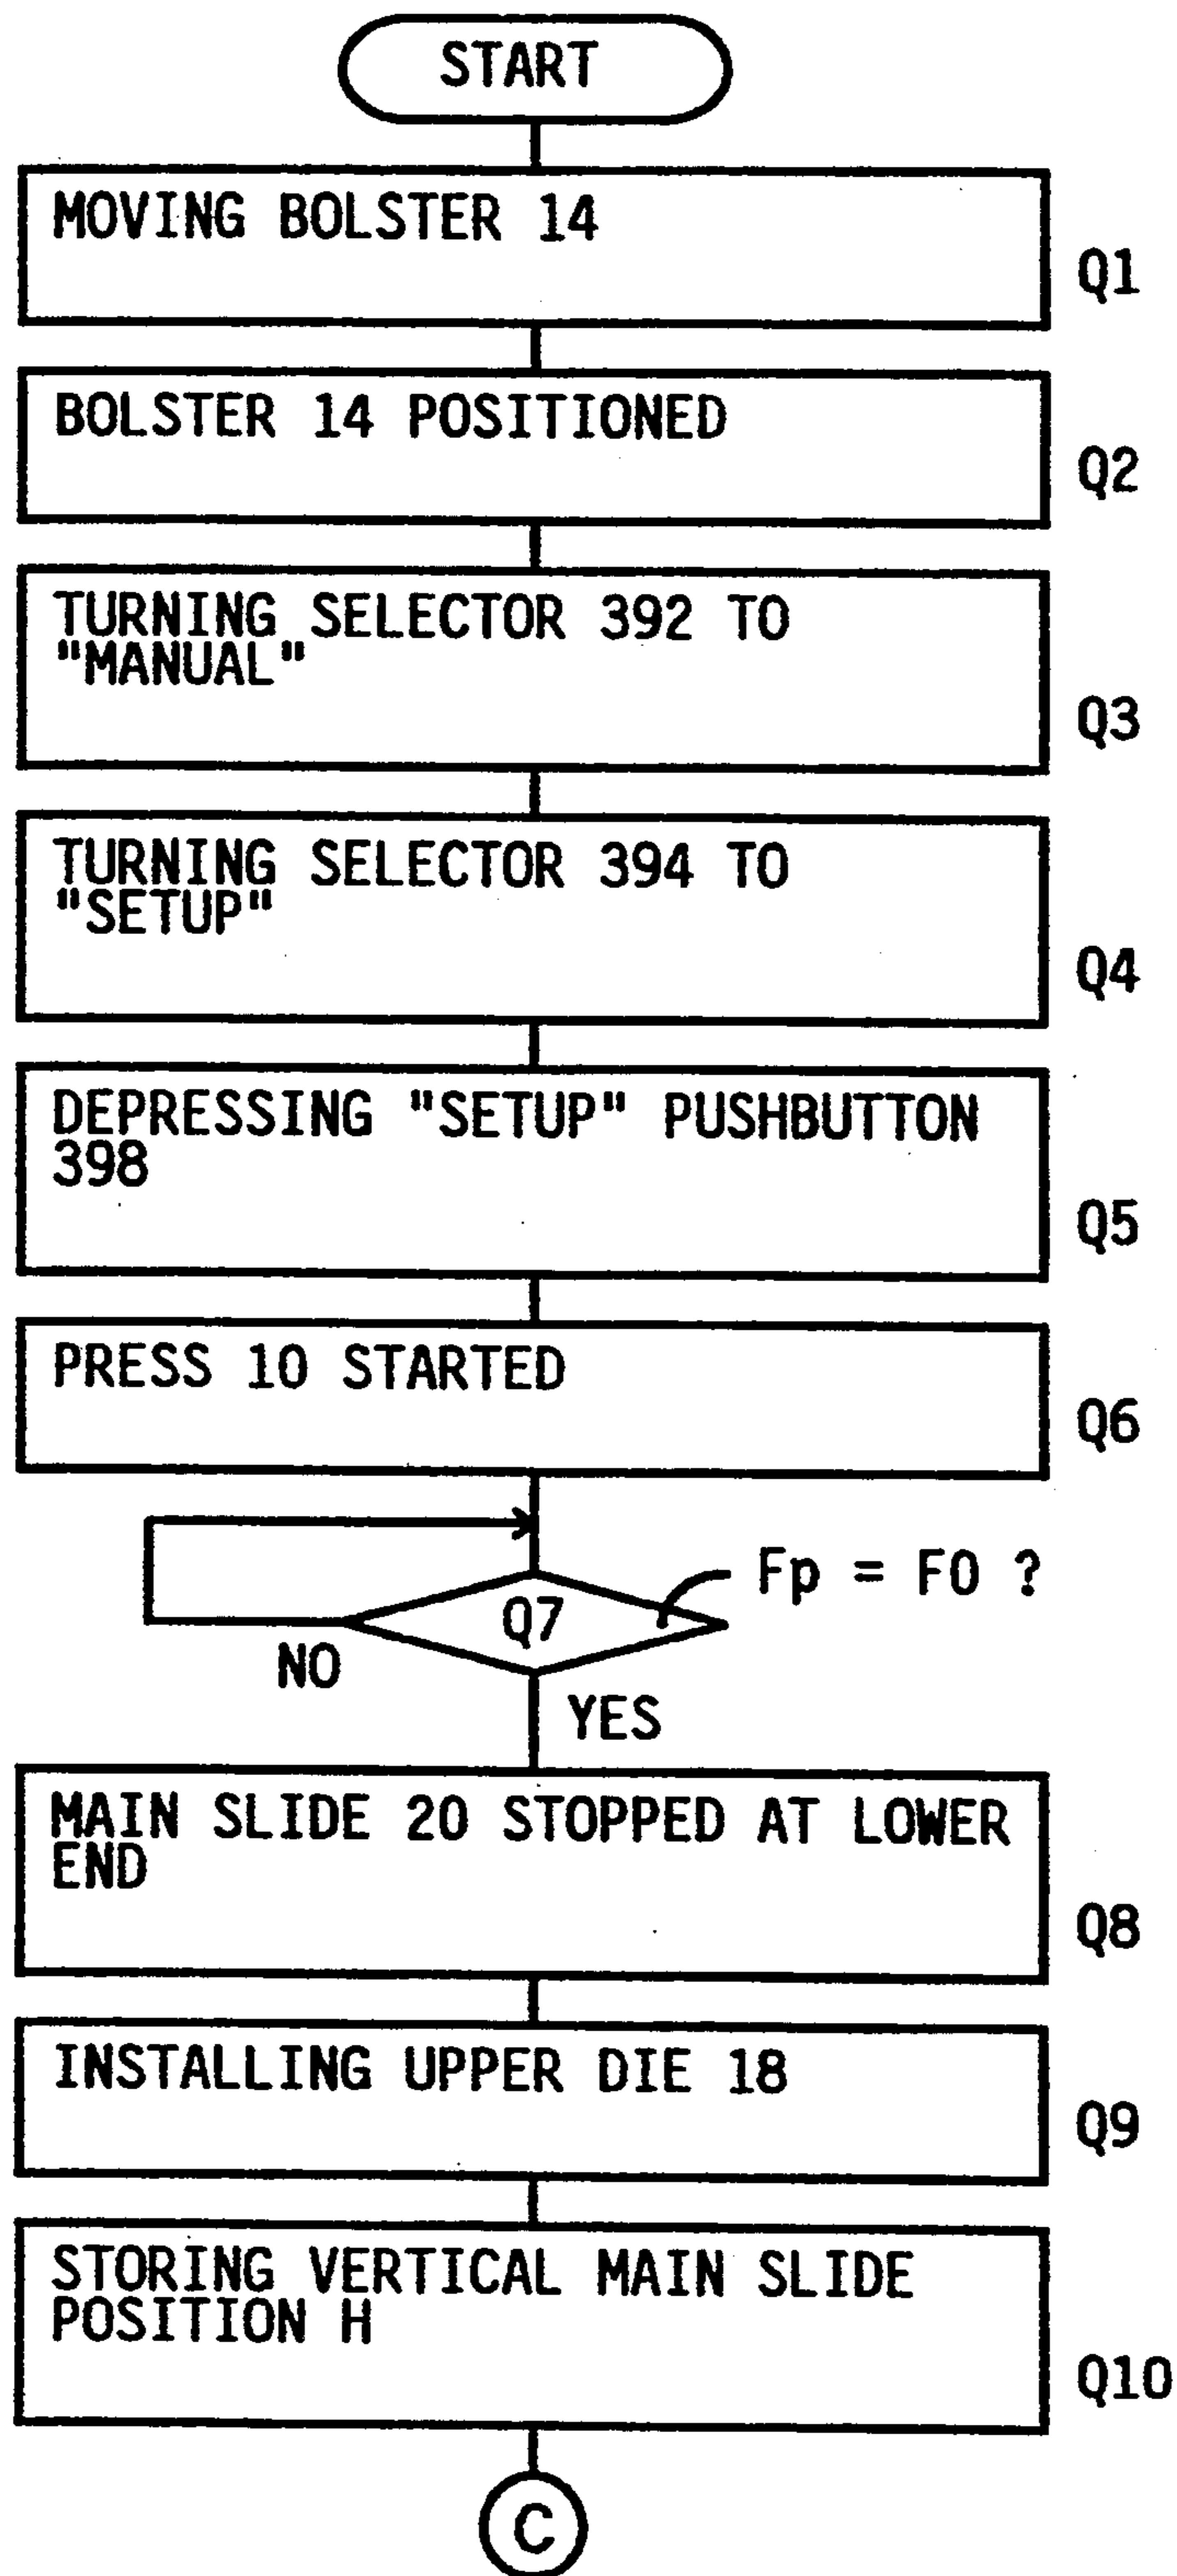 START
MOVING BOLSTER 14
Q1
BOLSTER 14 POSITIONED
Q2
TURNING SELECTOR 392 TO
"MANUAL"
Q3
TURNING SELECTOR 394 TO
"SETUP"
Q4
DEPRESSING "SETUP" PUSHBUTTON
398
Q5
PRESS 10 STARTED
Q6
Fp = F0 ?
Q7
NO
YES
MAIN SLIDE 20 STOPPED AT LOWER
END
Q8
INSTALLING UPPER DIE 18
Q9
STORING VERTICAL MAIN SLIDE
POSITION H
Q10
C